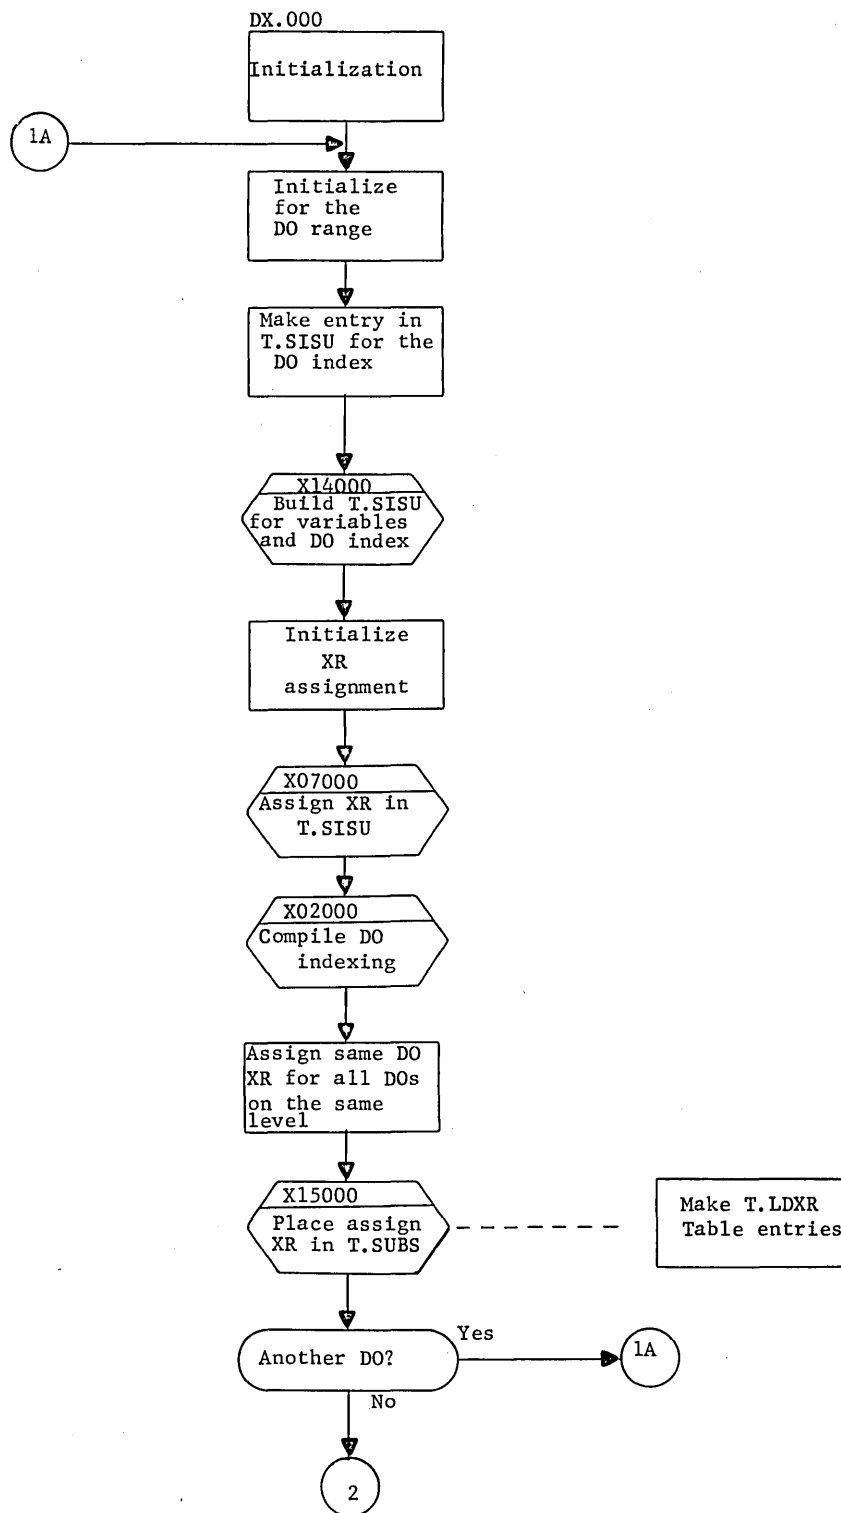 DX.000
Initialization
1A
Initialize
for the
DO range
Make entry in
T.SISU for the
DO index
X14000
Build T.SISU
for variables
and DO index
Initialize
XR
assignment
X07000
Assign XR in
T.SISU
X02000
Compile DO
indexing
Assign same DO
XR for all DOs
on the same
level
X15000
Place assign
XR in T.SUBS
Make T.LDXR
Table entries
Another DO?
Yes
1A
No
2